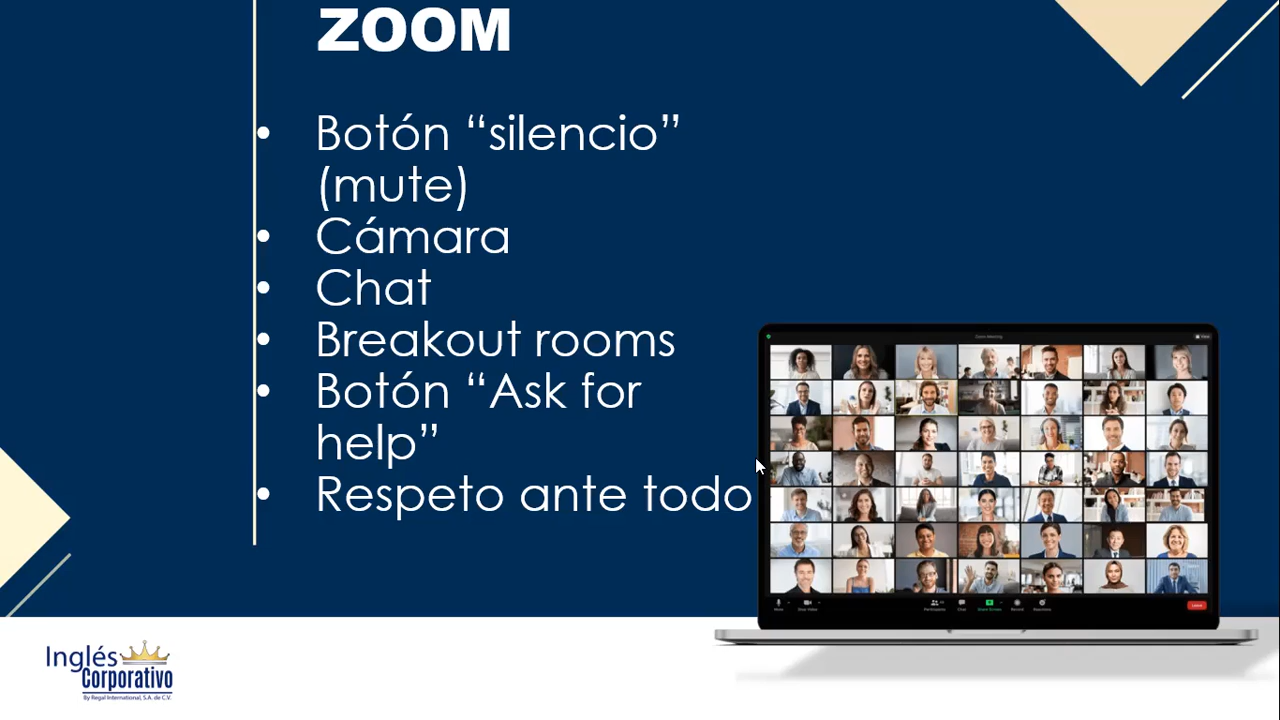 ZOOM
Botón “silencio”
(mute)
Cámara
Chat
Breakout rooms
Botón “Ask for
help”
Respeto ante todo
Inglés
Corporativo
By Regal International, S.A. de C.V.